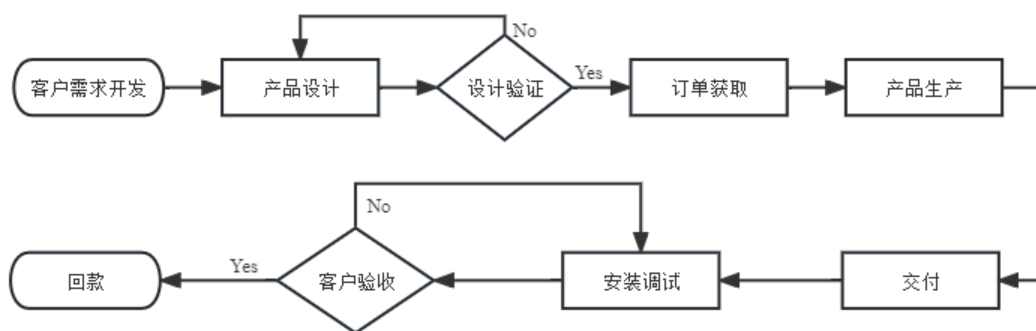 No
客户需求开发
产品设计
设计验证
Yes
订单获取
产品生产
No
回款
Yes
客户验收
安装调试
交付